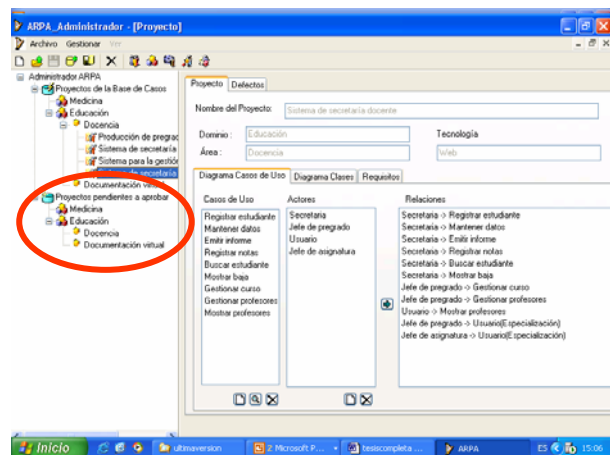 ARPA_Administrador - [Proyecto]
Archivo Gestionar Ver
Administrador ARPA
Proyectos de la Base de Casos
Medicina
Educación
Docencia
Producción de pregrac
Sistema de secretaría
Sistema para la gestión
Sistema de secretaría
Documentación virtual
Proyectos pendientes a aprobar
Medicina
Educación
Docencia
Documentación virtual
Proyecto Defectos
Nombre del Proyecto: Sistema de secretaría docente
Dominio : Educación Tecnología
Área : Docencia Web
Diagrama Casos de Uso Diagrama Clases Requisitos
Casos de Uso Actores Relaciones
Registrar estudiante
Mantener datos
Emitir informe
Registrar notas
Buscar estudiante
Mostrar baja
Gestionar curso
Gestionar profesores
Mostrar profesores
Secretaria
Jefe de pregrado
Usuario
Jefe de asignatura
Secretaria -> Registrar estudiante
Secretaria -> Mantener datos
Secretaria -> Emitir informe
Secretaria -> Registrar notas
Secretaria -> Buscar estudiante
Secretaria -> Mostrar baja
Jefe de pregrado -> Gestionar curso
Jefe de pregrado -> Gestionar profesores
Usuario -> Mostrar profesores
Jefe de pregrado -> Usuario(Especialización)
Jefe de asignatura -> Usuario(Especialización)
Inicio ultimaversion 2 Microsoft P... tesiscompleta ... ARPA ES 15:06